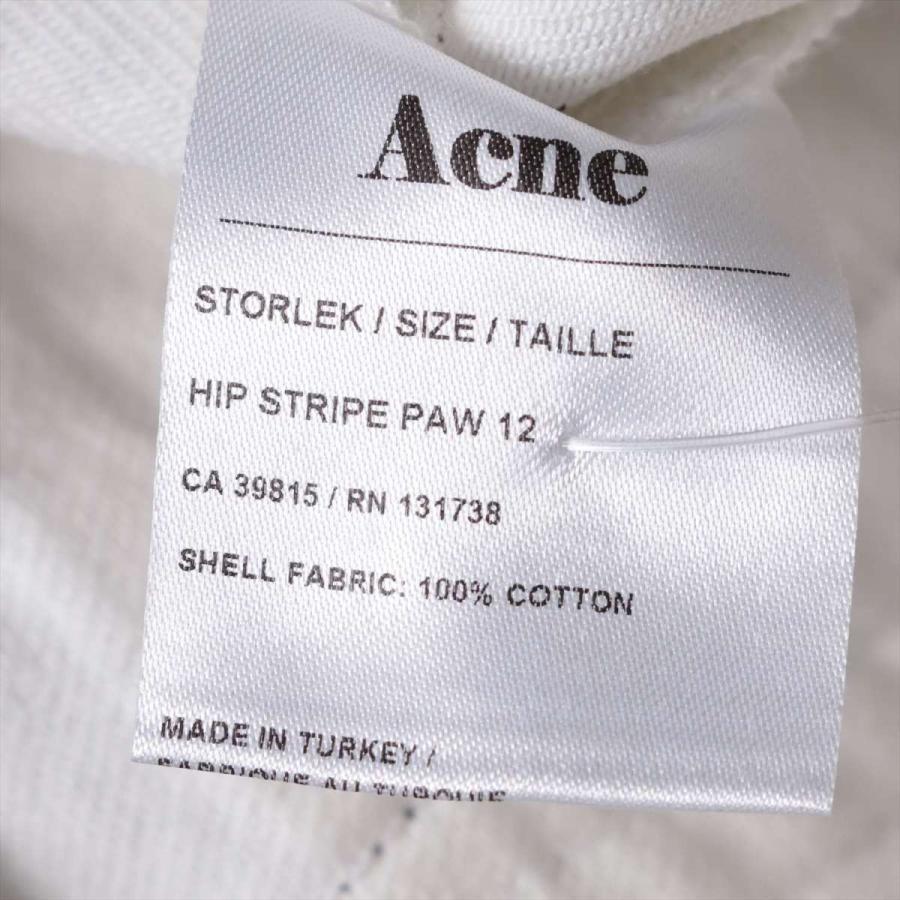 Acne
STORLEK / SIZE / TAILLE
HIP STRIPE PAW 12
CA 39815 / RN 131738
SHELL FABRIC: 100% COTTON
MADE IN TURKEY /